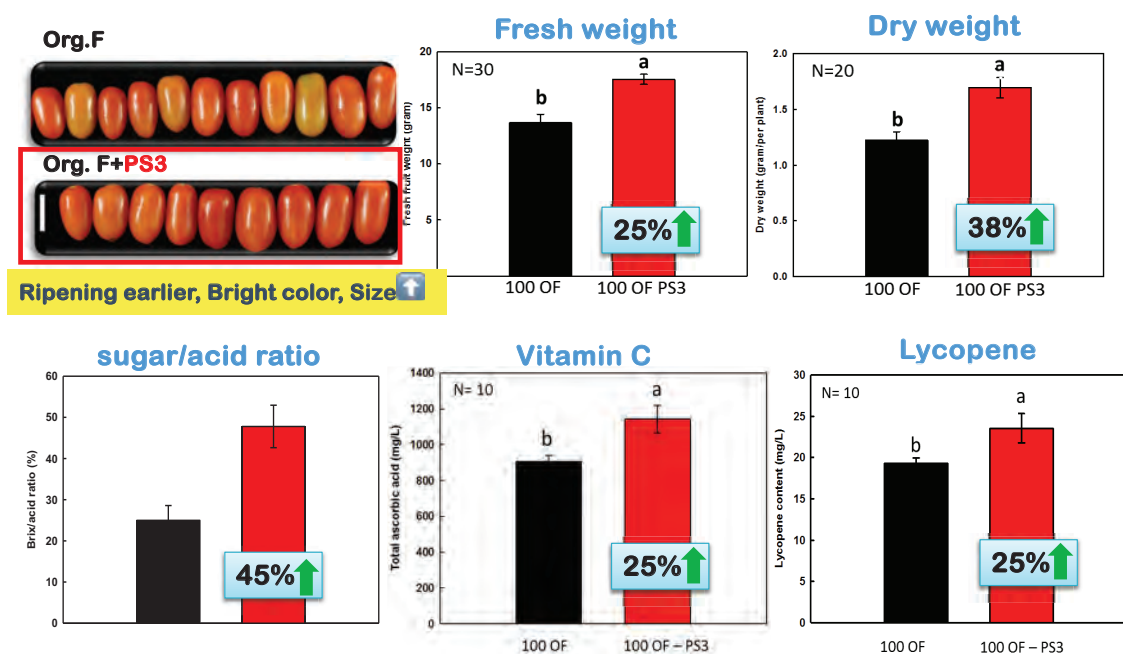 Org.F
Org. F+PS3
Ripening earlier, Bright color, Size
Fresh weight
N=30
Fresh fruit weight (gram)
20
15
10
5
b
a
25%
100 OF
100 OF PS3
Dry weight
N=20
Dry weight (gram/per plant)
2.0
1.5
1.0
0.5
0.0
b
a
38%
100 OF
100 OF PS3
sugar/acid ratio
Brix/acid ratio (%)
60
50
40
30
20
10
0
45%
Vitamin C
N= 10
Total ascorbic acid (mg/L)
1400
1200
1000
800
600
400
200
0
b
a
25%
100 OF
100 OF – PS3
Lycopene
N= 10
Lycopene content (mg/L)
30
25
20
15
10
5
0
b
a
25%
100 OF
100 OF – PS3